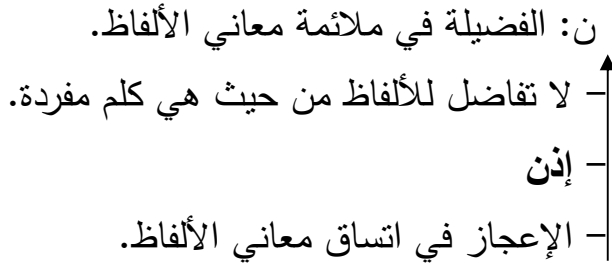 ن: الفضيلة في ملائمة معاني الألفاظ.
– لا تفاضل للألفاظ من حيث هي كلم مفردة.
– إذن
– الإعجاز في اتساق معاني الألفاظ.